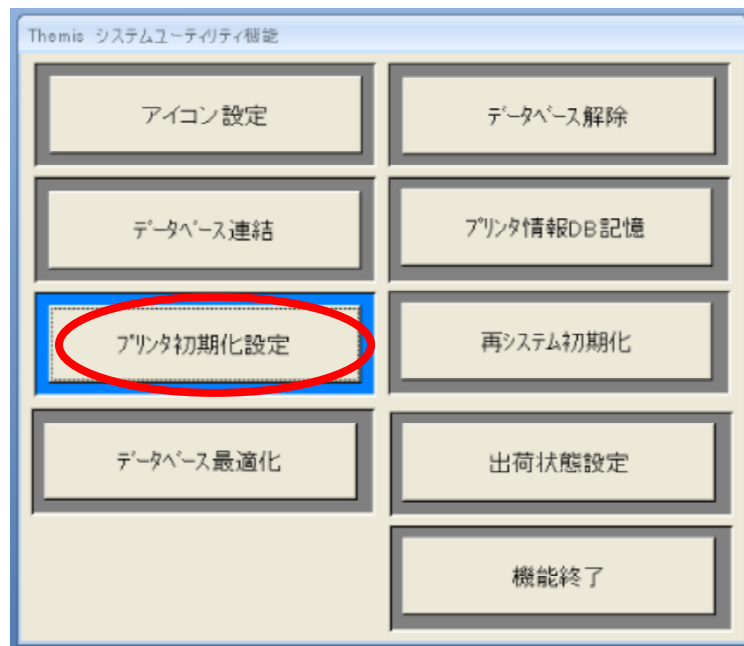 Themis システムユーティリティ機能
アイコン設定
ﾃﾞｰﾀﾍﾞｰｽ解除
ﾃﾞｰﾀﾍﾞｰｽ連結
ﾌﾟﾘﾝﾀ情報DB記憶
ﾌﾟﾘﾝﾀ初期化設定
再ｼｽﾃﾑ初期化
ﾃﾞｰﾀﾍﾞｰｽ最適化
出荷状態設定
機能終了